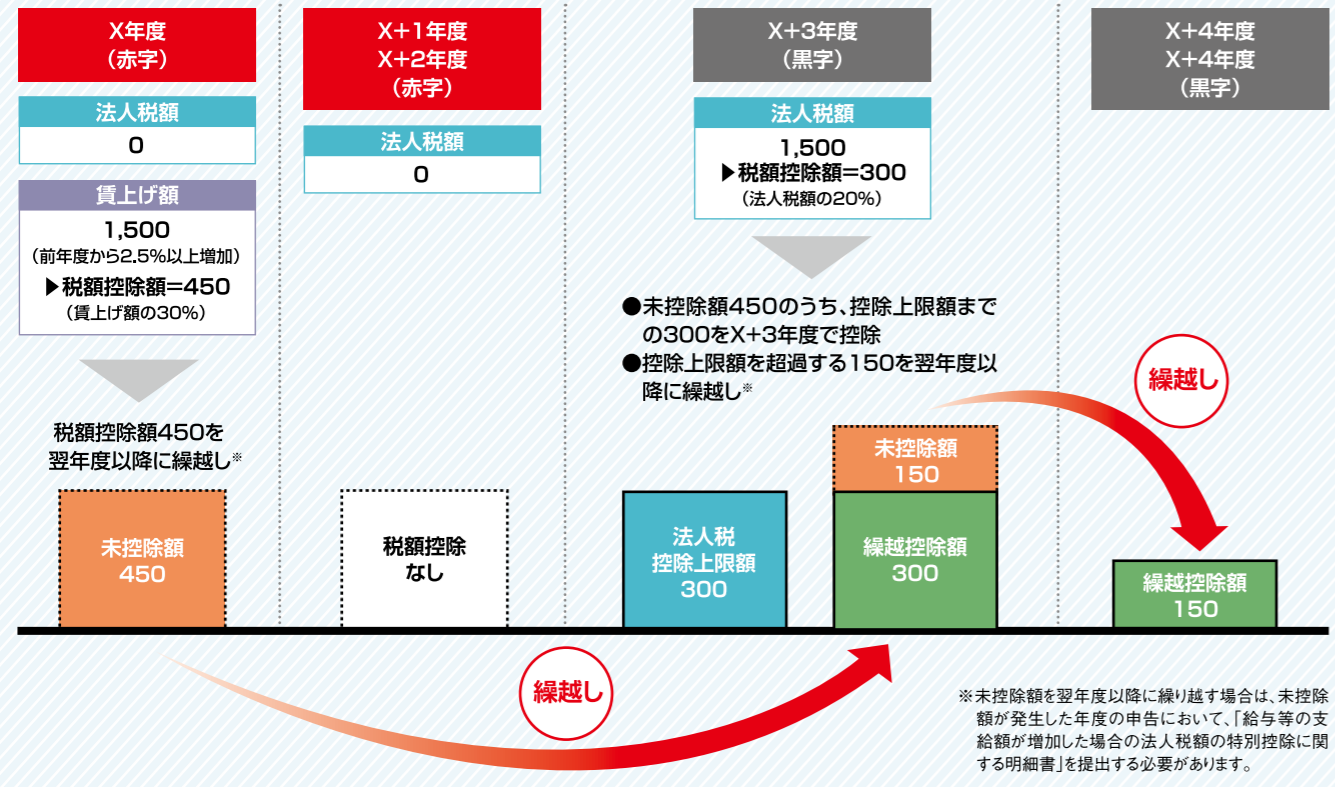 X年度
(赤字)
法人税額
0
賃上げ額
1,500
(前年度から2.5%以上増加)
▶税額控除額=450
(賃上げ額の30%)
税額控除額450を
翌年度以降に繰越し※
未控除額
450
X+1年度
X+2年度
(赤字)
法人税額
0
税額控除
なし
X+3年度
(黒字)
法人税額
1,500
▶税額控除額=300
(法人税額の20%)
●未控除額450のうち、控除上限額まで
の300をX+3年度で控除
●控除上限額を超過する150を翌年度以
降に繰越し※
法人税
控除上限額
300
未控除額
150
繰越控除額
300
X+4年度
X+4年度
(黒字)
繰越し
繰越控除額
150
繰越し
※未控除額を翌年度以降に繰り越す場合は、未控除
額が発生した年度の申告において、「給与等の支
給額が増加した場合の法人税額の特別控除に関
する明細書」を提出する必要があります。